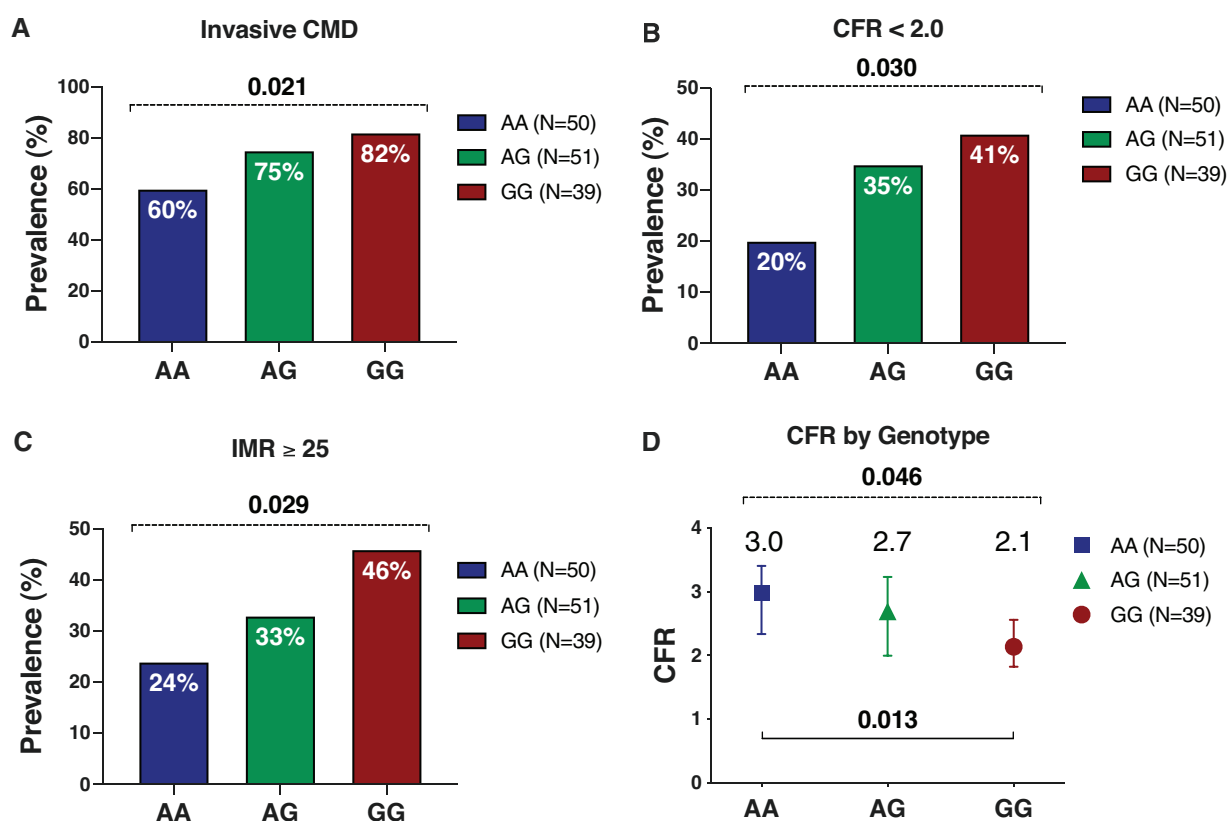 A
Invasive CMD
0.021
Prevalence (%)
100
80
60
40
20
0
60%
75%
82%
AA
AG
GG
AA (N=50)
AG (N=51)
GG (N=39)
B
CFR < 2.0
0.030
Prevalence (%)
50
40
30
20
10
0
20%
35%
41%
AA
AG
GG
AA (N=50)
AG (N=51)
GG (N=39)
C
IMR ≥ 25
0.029
Prevalence (%)
50
40
30
20
10
0
24%
33%
46%
AA
AG
GG
AA (N=50)
AG (N=51)
GG (N=39)
D
CFR by Genotype
0.046
CFR
4
3
2
1
0
3.0
2.7
2.1
0.013
AA
AG
GG
AA (N=50)
AG (N=51)
GG (N=39)